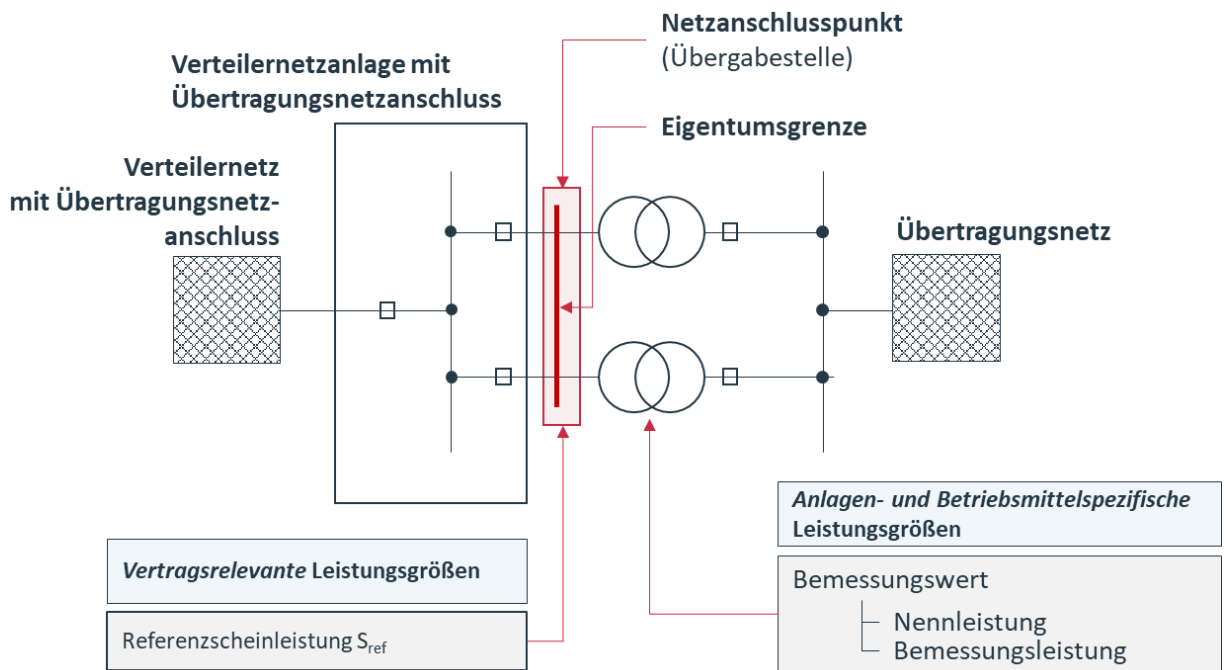 Netzanschlusspunkt
(Übergabestelle)
Verteilernetzanlage mit
Übertragungsnetzanschluss
Eigentumsgrenze
Verteilernetz
mit Übertragungsnetz-
anschluss
Übertragungsnetz
Anlagen- und Betriebsmittelspezifische
Leistungsgrößen
Vertragsrelevante Leistungsgrößen
Bemessungswert
Nennleistung
Bemessungsleistung
Referenzscheinleistung Sref